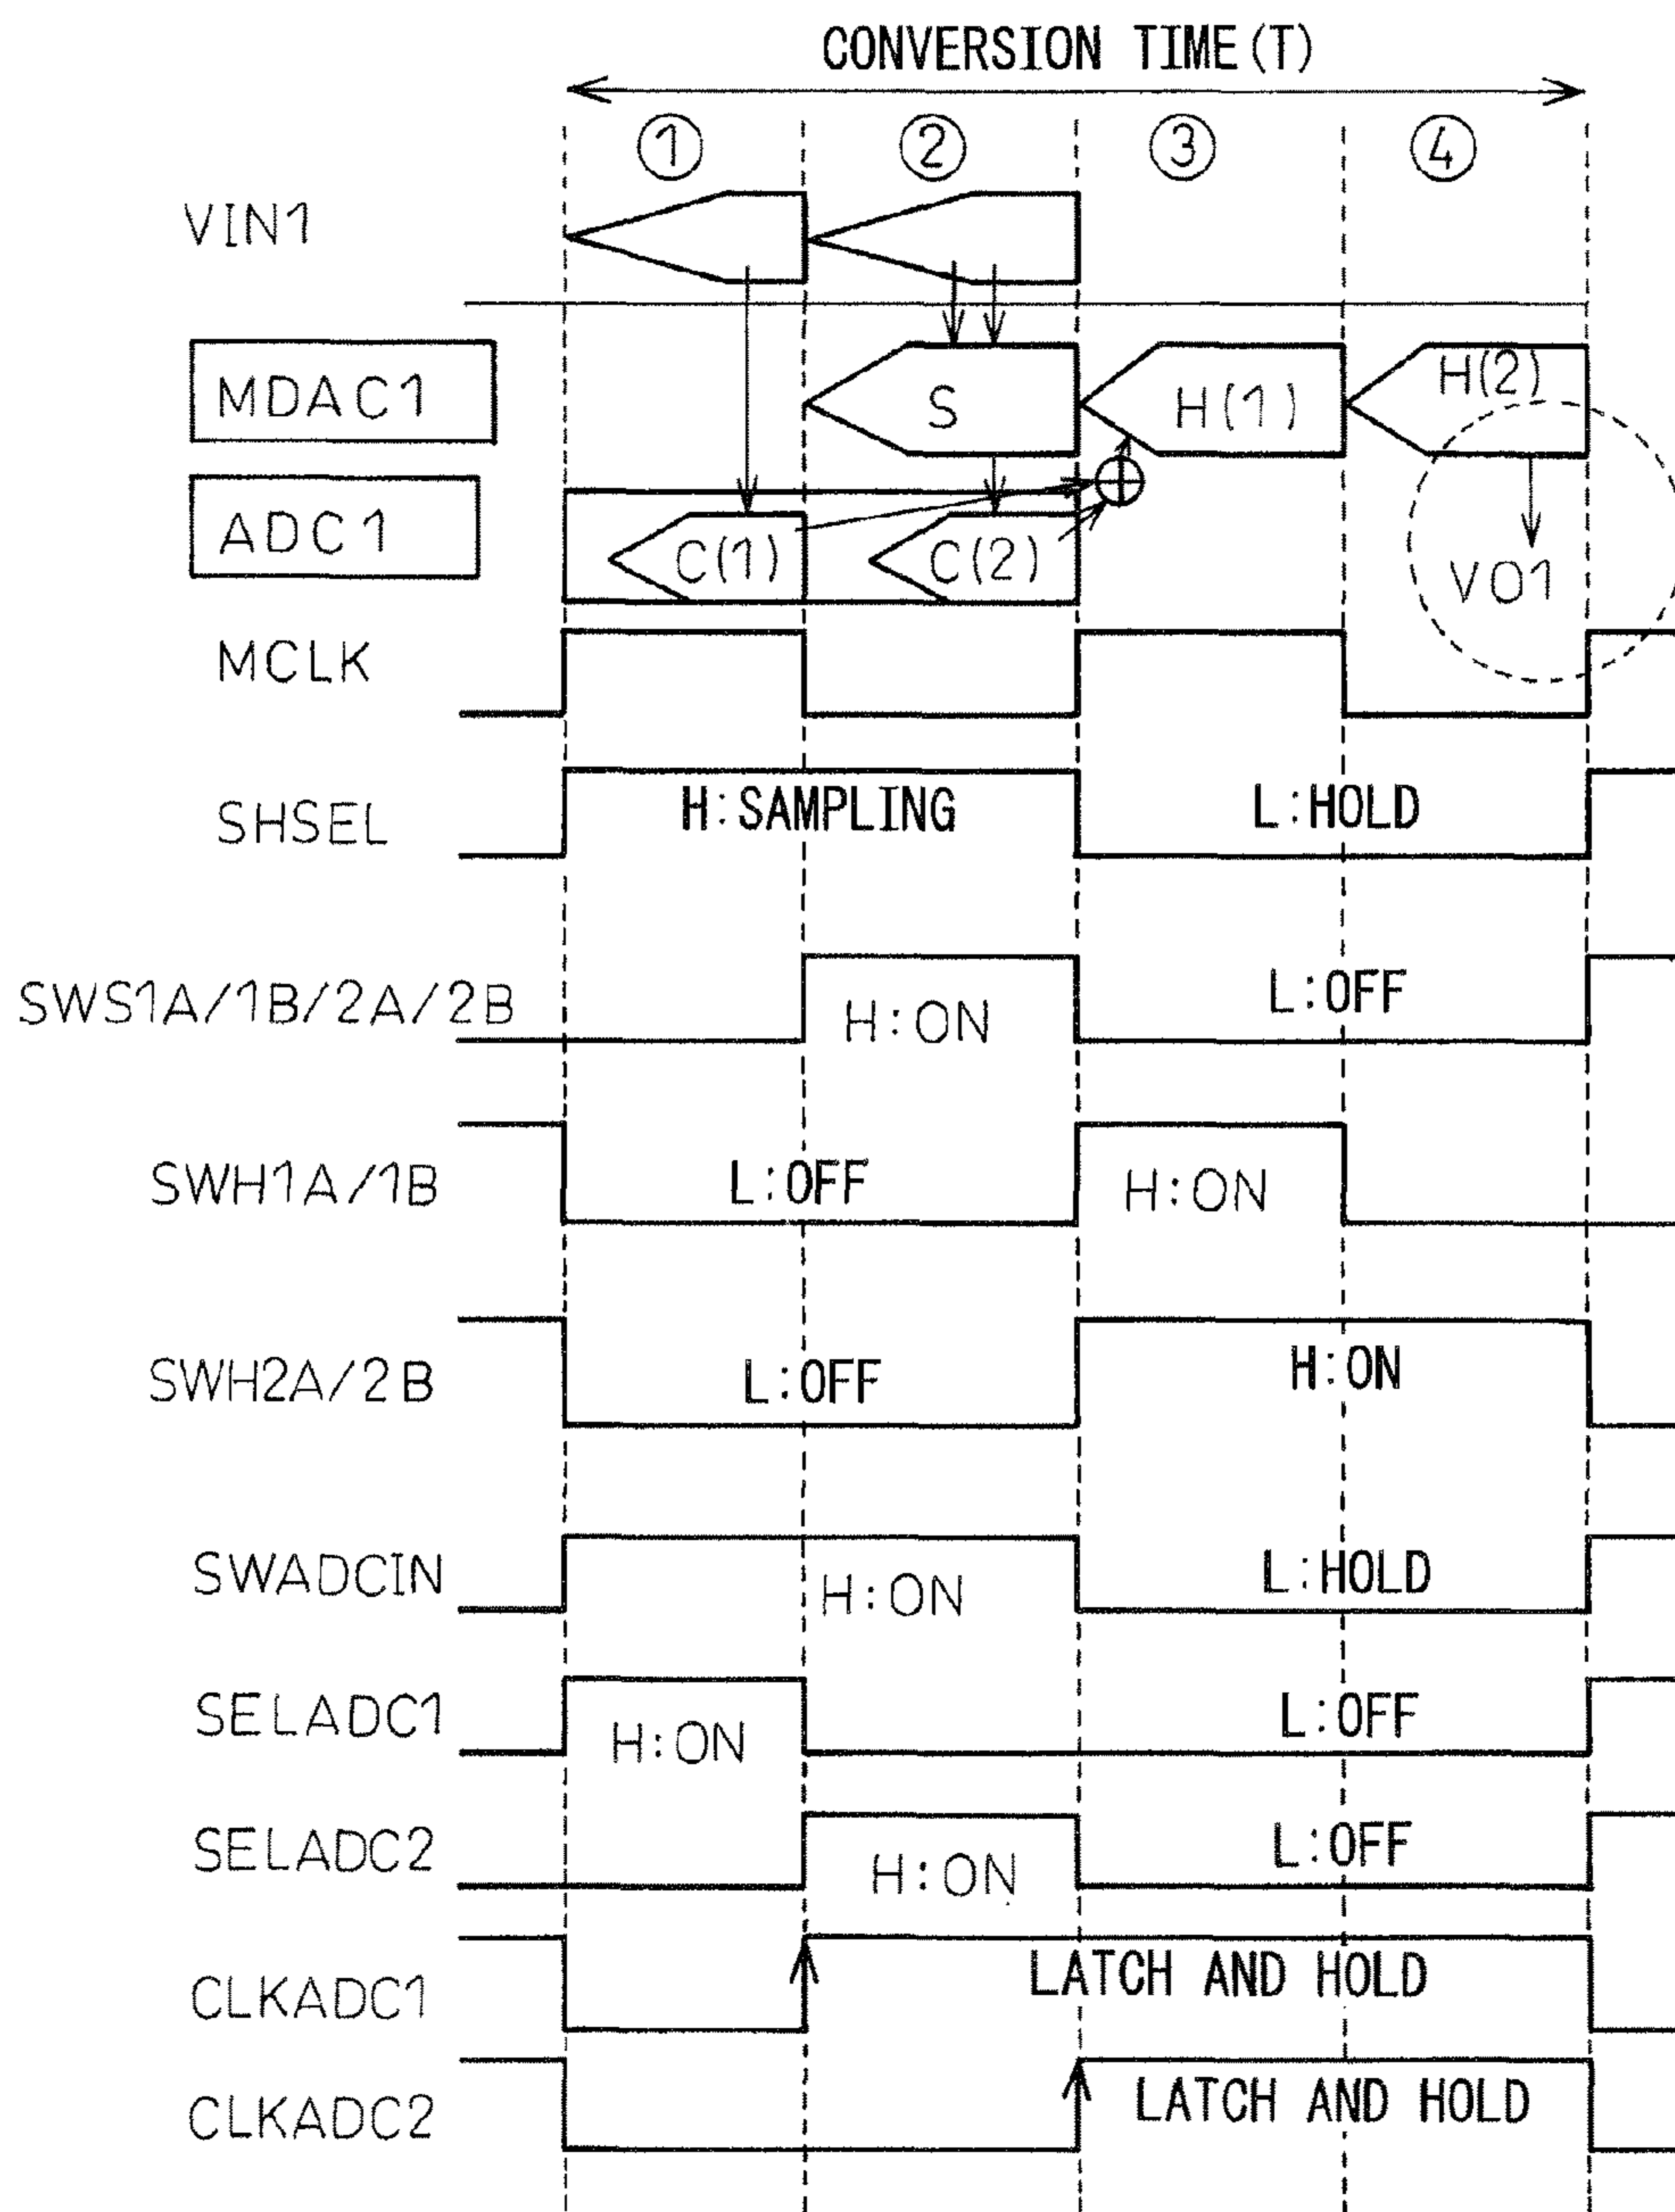 CONVERSION TIME(T)
① ② ③ ④
VIN1
MDAC1 S H(1) H(2)
ADC1 C(1) C(2) VO1
MCLK
SHSEL H:SAMPLING L:HOLD
SWS1A/1B/2A/2B H:ON L:OFF
SWH1A/1B L:OFF H:ON
SWH2A/2B L:OFF H:ON
SWADCIN H:ON L:HOLD
SELADC1 H:ON L:OFF
SELADC2 H:ON L:OFF
CLKADC1 LATCH AND HOLD
CLKADC2 LATCH AND HOLD